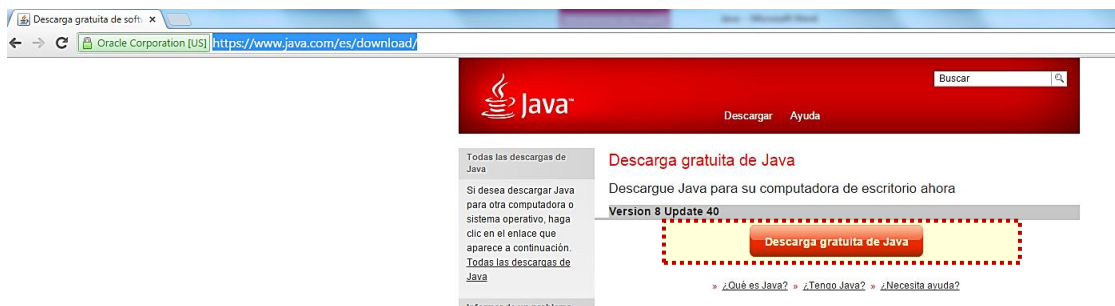 Descarga gratuita de soft
Oracle Corporation [US] https://www.java.com/es/download/
Java™
Buscar
Descargar Ayuda
Todas las descargas de
Java
Si desea descargar Java
para otra computadora o
sistema operativo, haga
clic en el enlace que
aparece a continuación.
Todas las descargas de
Java
Descarga gratuita de Java
Descargue Java para su computadora de escritorio ahora
Version 8 Update 40
Descarga gratuita de Java
» ¿Qué es Java? » ¿Tengo Java? » ¿Necesita ayuda?